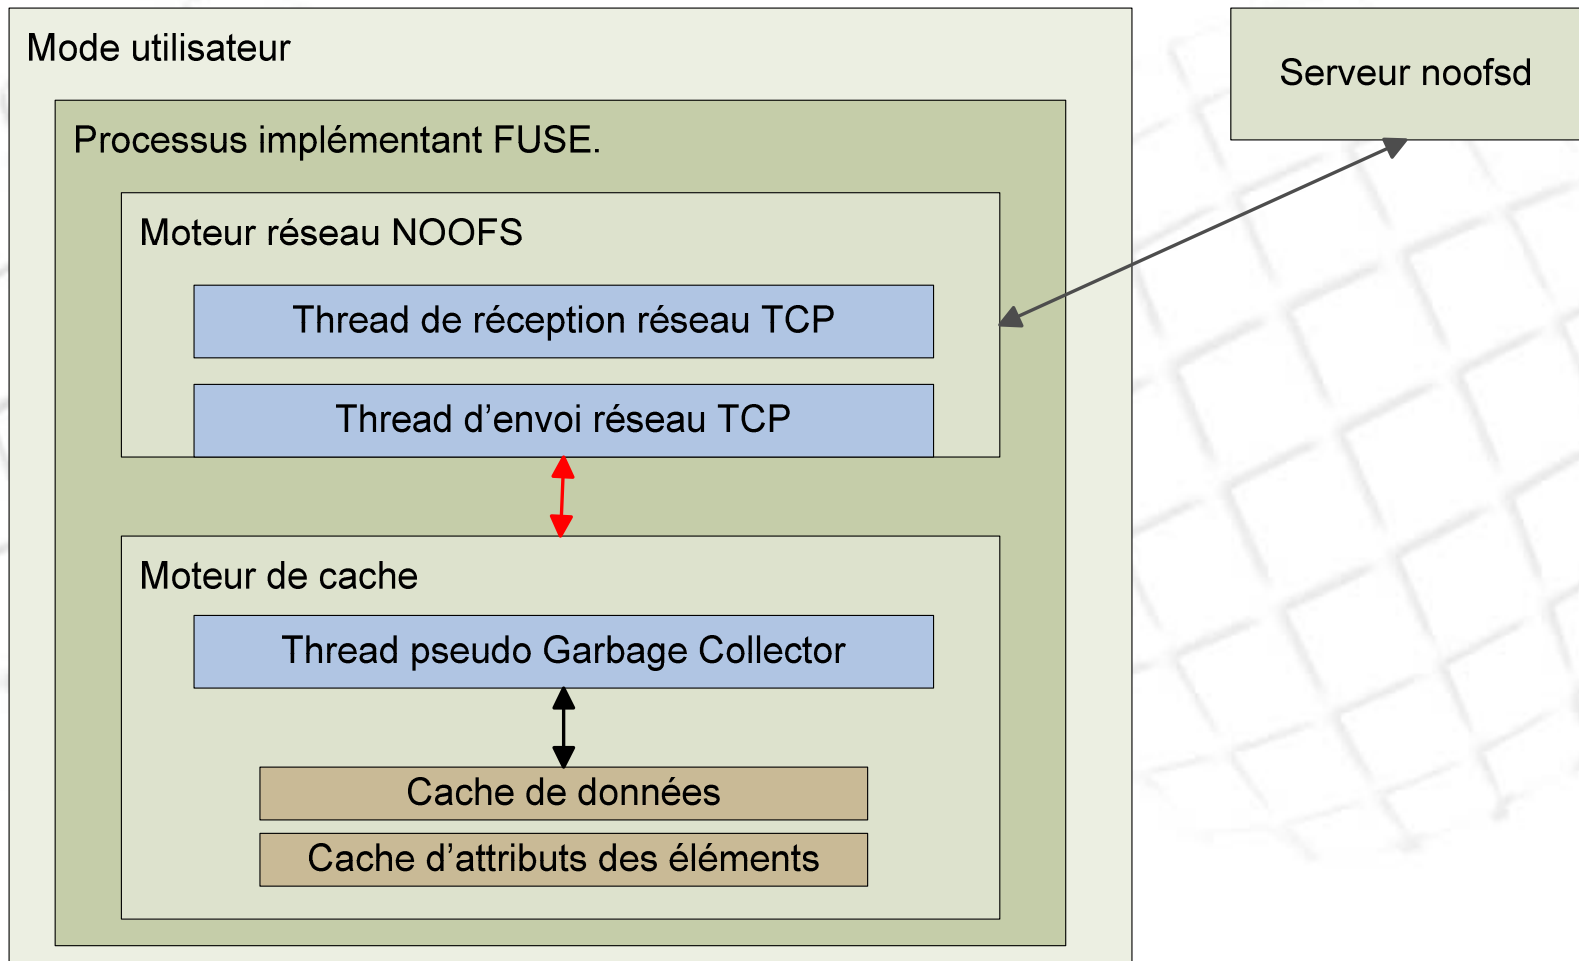 Mode utilisateur
Serveur noofsd
Processus implémentant FUSE.
Moteur réseau NOOFS
Thread de réception réseau TCP
Thread d’envoi réseau TCP
Moteur de cache
Thread pseudo Garbage Collector
Cache de données
Cache d’attributs des éléments